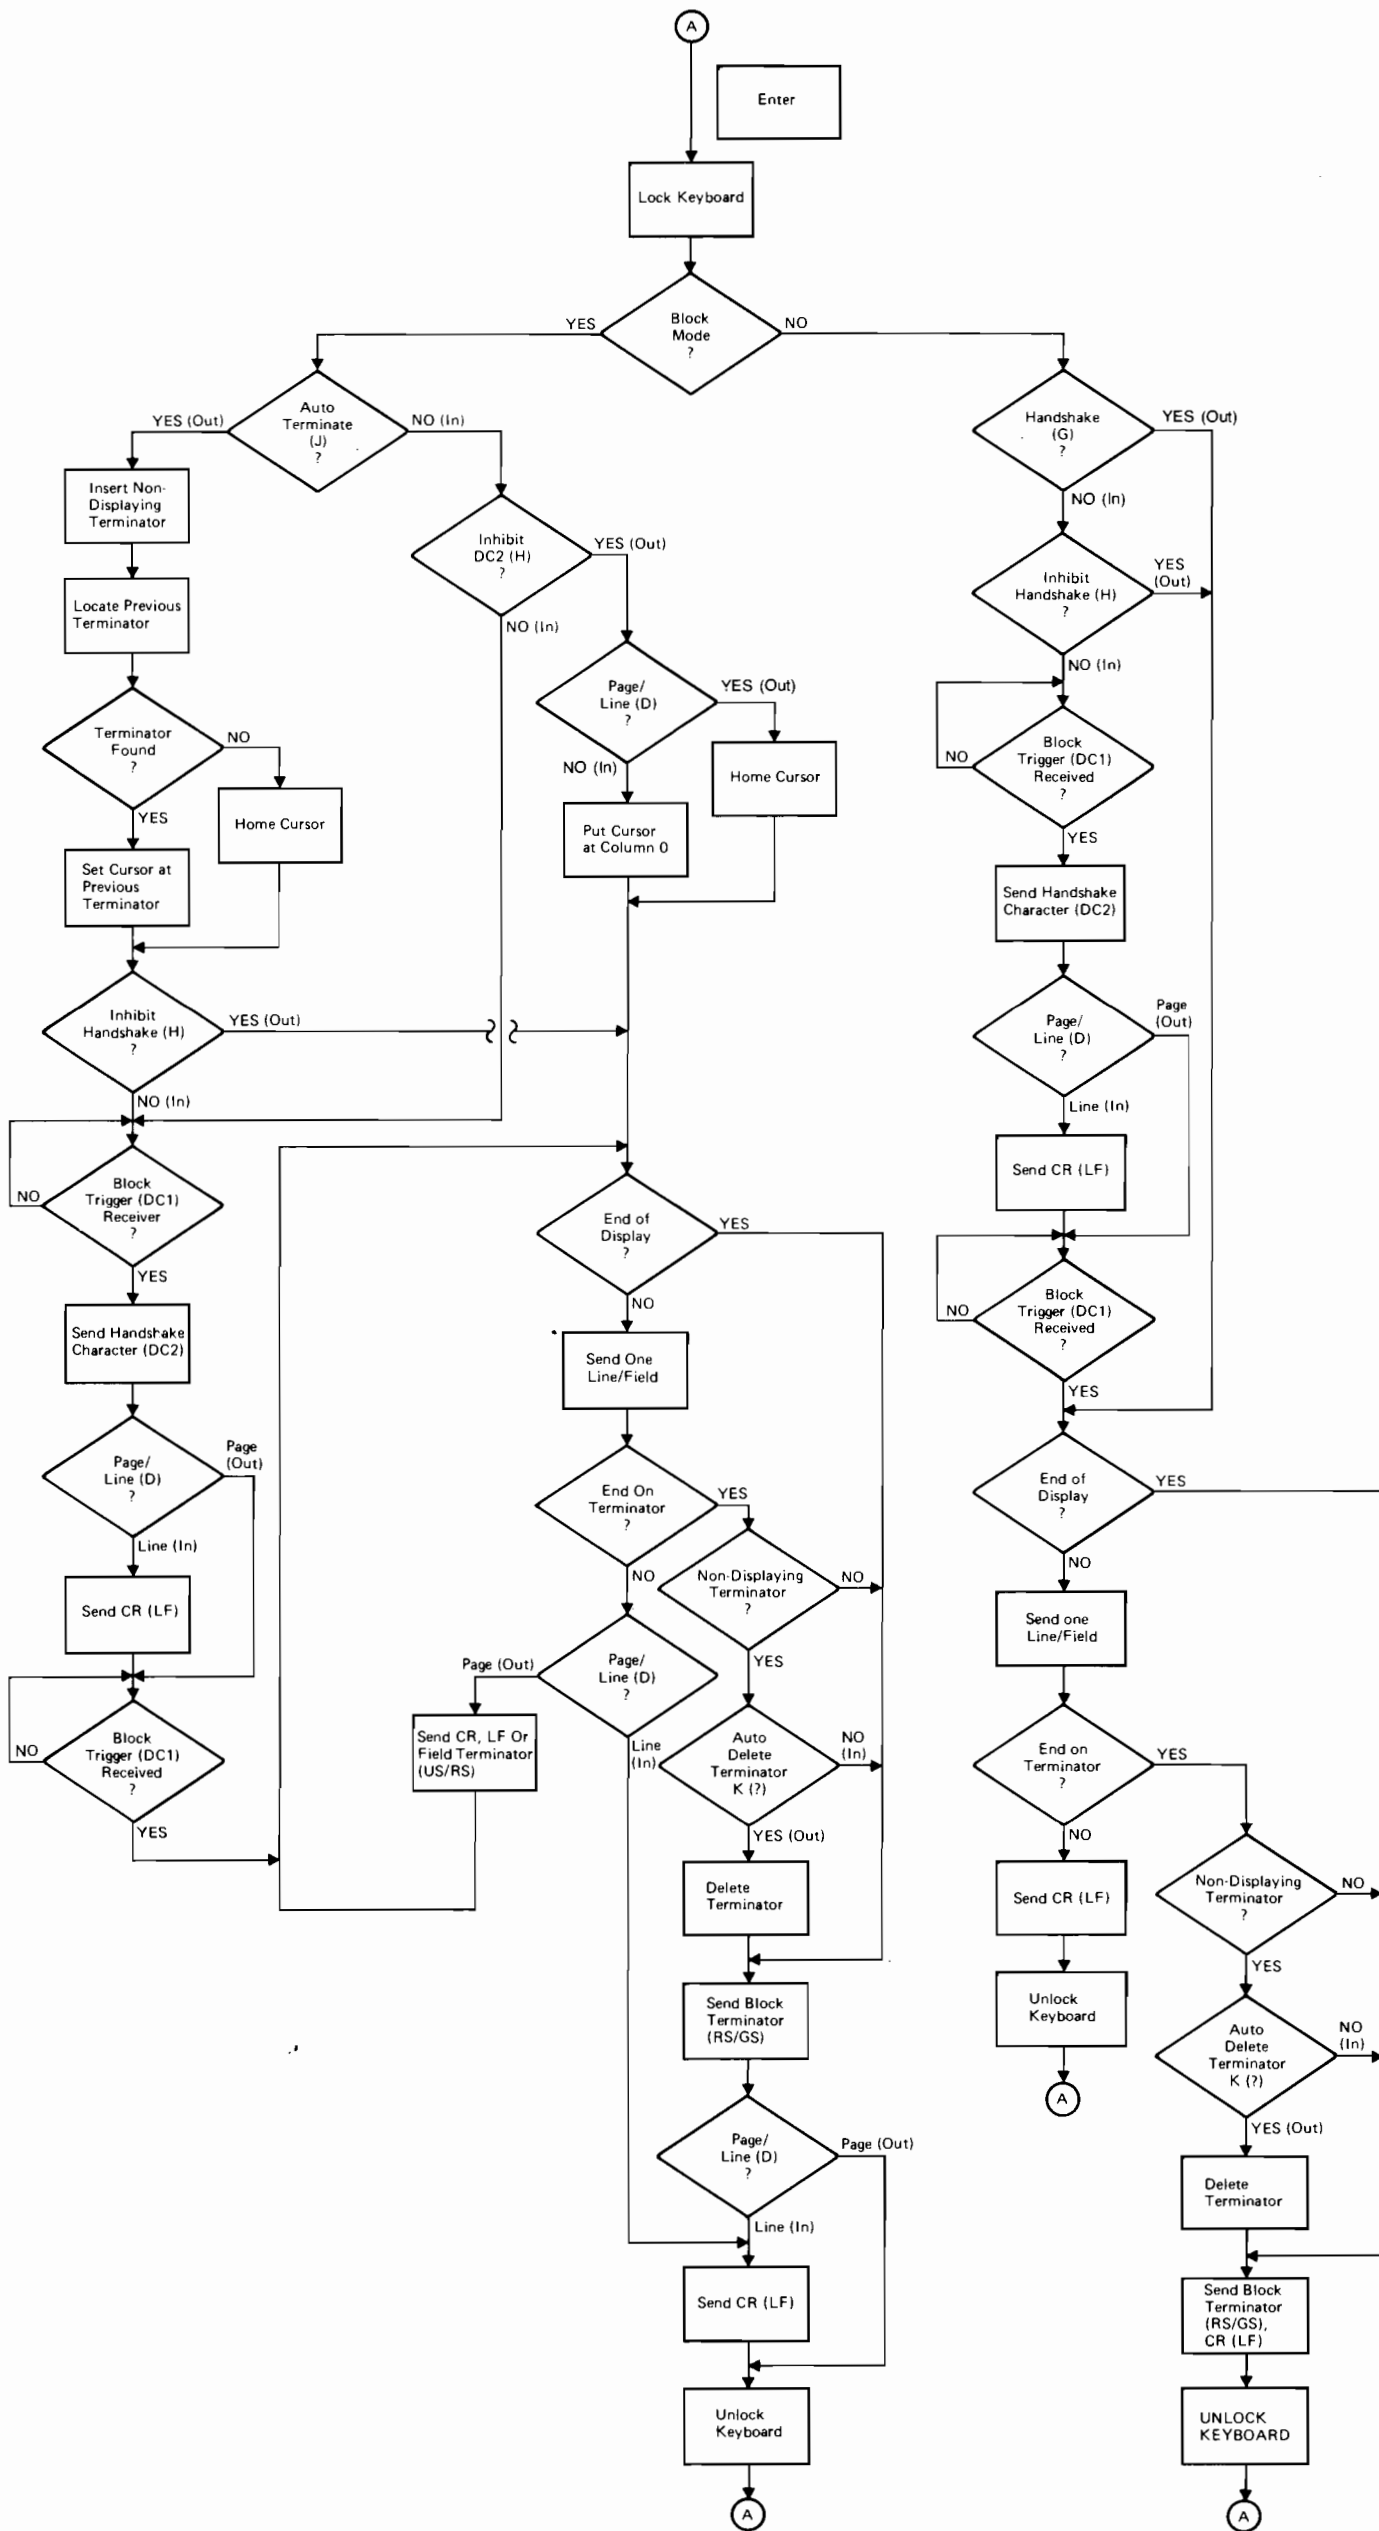 A
Enter
Lock Keyboard
Block
Mode
?
YES
NO
Auto
Terminate
(J)
?
YES (Out)
NO (In)
Insert Non-
Displaying
Terminator
Locate Previous
Terminator
Terminator
Found
?
NO
YES
Home Cursor
Set Cursor at
Previous
Terminator
Inhibit
Handshake (H)
?
YES (Out)
NO (In)
Block
Trigger (DC1)
Receiver
?
NO
YES
Send Handshake
Character (DC2)
Page/
Line (D)
?
Page
(Out)
Line (In)
Send CR (LF)
Block
Trigger (DC1)
Received
?
NO
YES
Inhibit
DC2 (H)
?
YES (Out)
NO (In)
Page/
Line (D)
?
YES (Out)
NO (In)
Home Cursor
Put Cursor
at Column 0
End of
Display
?
YES
NO
Send One
Line/Field
End On
Terminator
?
YES
NO
Non-Displaying
Terminator
?
NO
YES
Page/
Line (D)
?
Page (Out)
Line
(In)
Send CR, LF Or
Field Terminator
(US/RS)
Auto
Delete
Terminator
K (?)
NO
(In)
YES (Out)
Delete
Terminator
Send Block
Terminator
(RS/GS)
Page/
Line (D)
?
Page (Out)
Line (In)
Send CR (LF)
Unlock
Keyboard
A
Handshake
(G)
?
YES (Out)
NO (In)
Inhibit
Handshake (H)
?
YES
(Out)
NO (In)
Block
Trigger (DC1)
Received
?
NO
YES
Send Handshake
Character (DC2)
Page/
Line (D)
?
Page
(Out)
Line (In)
Send CR (LF)
Block
Trigger (DC1)
Received
?
NO
YES
End of
Display
?
YES
NO
Send one
Line/Field
End on
Terminator
?
YES
NO
Send CR (LF)
Unlock
Keyboard
A
Non-Displaying
Terminator
?
NO
YES
Auto
Delete
Terminator
K (?)
NO
(In)
YES (Out)
Delete
Terminator
Send Block
Terminator
(RS/GS),
CR (LF)
UNLOCK
KEYBOARD
A